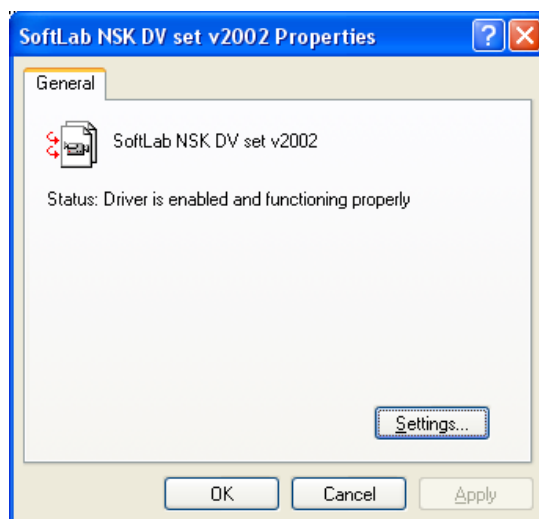 SoftLab NSK DV set v2002 Properties
General
SoftLab NSK DV set v2002
Status: Driver is enabled and functioning properly
Settings...
OK Cancel Apply